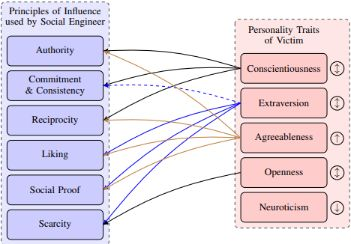 Principles of Influence
used by Social Engineer
Authority
Commitment
& Consistency
Reciprocity
Liking
Social Proof
Scarcity
Personality Traits
of Victim
Conscientiousness
Extraversion
Agreeableness
Openness
Neuroticism